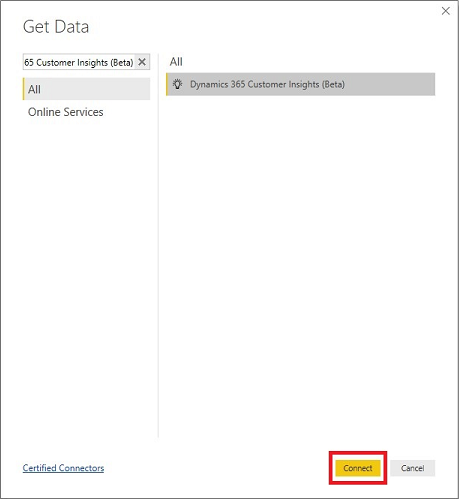 Get Data
65 Customer Insights (Beta)
All
Dynamics 365 Customer Insights (Beta)
All
Online Services
Certified Connectors
Connect
Cancel